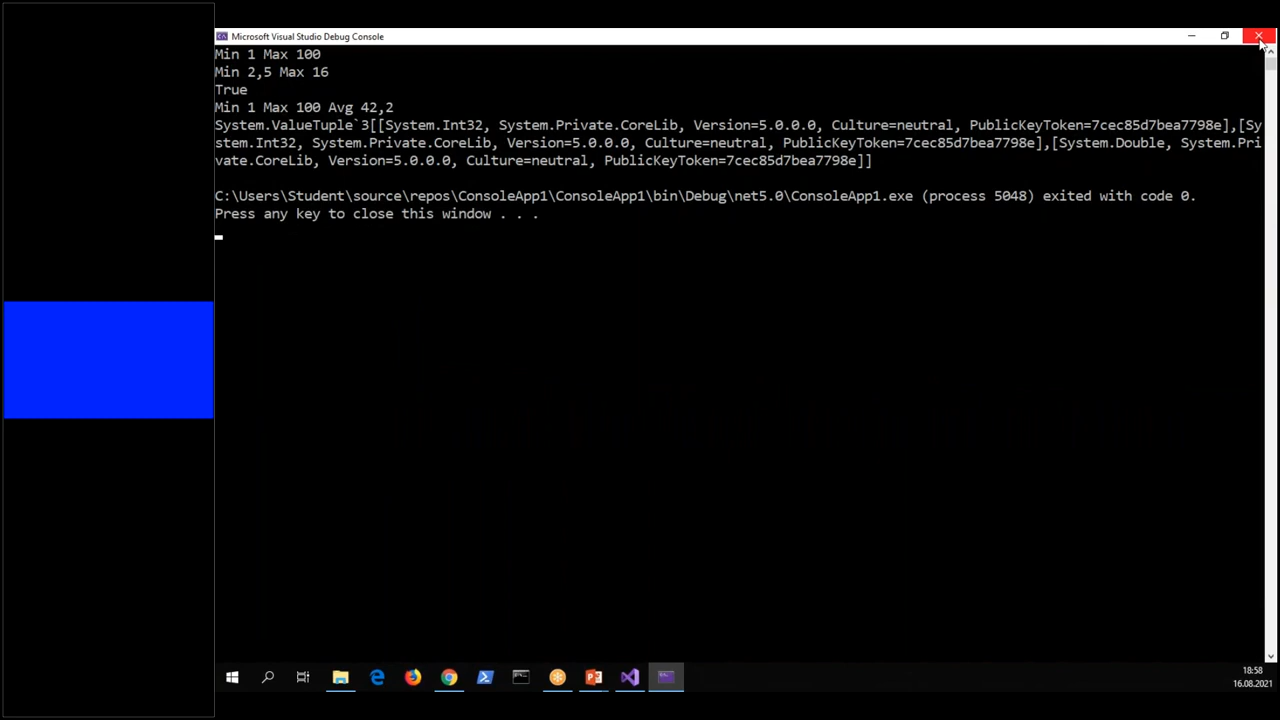 Microsoft Visual Studio Debug Console
Min 1 Max 100
Min 2,5 Max 16
True
Min 1 Max 100 Avg 42,2
System.ValueTuple`3[[System.Int32, System.Private.CoreLib, Version=5.0.0.0, Culture=neutral, PublicKeyToken=7cec85d7bea7798e],[Sy
stem.Int32, System.Private.CoreLib, Version=5.0.0.0, Culture=neutral, PublicKeyToken=7cec85d7bea7798e],[System.Double, System.Pri
vate.CoreLib, Version=5.0.0.0, Culture=neutral, PublicKeyToken=7cec85d7bea7798e]]
C:\Users\Student\source\repos\ConsoleApp1\ConsoleApp1\bin\Debug\net5.0\ConsoleApp1.exe (process 5048) exited with code 0.
Press any key to close this window . . .
18:58
16.08.2021